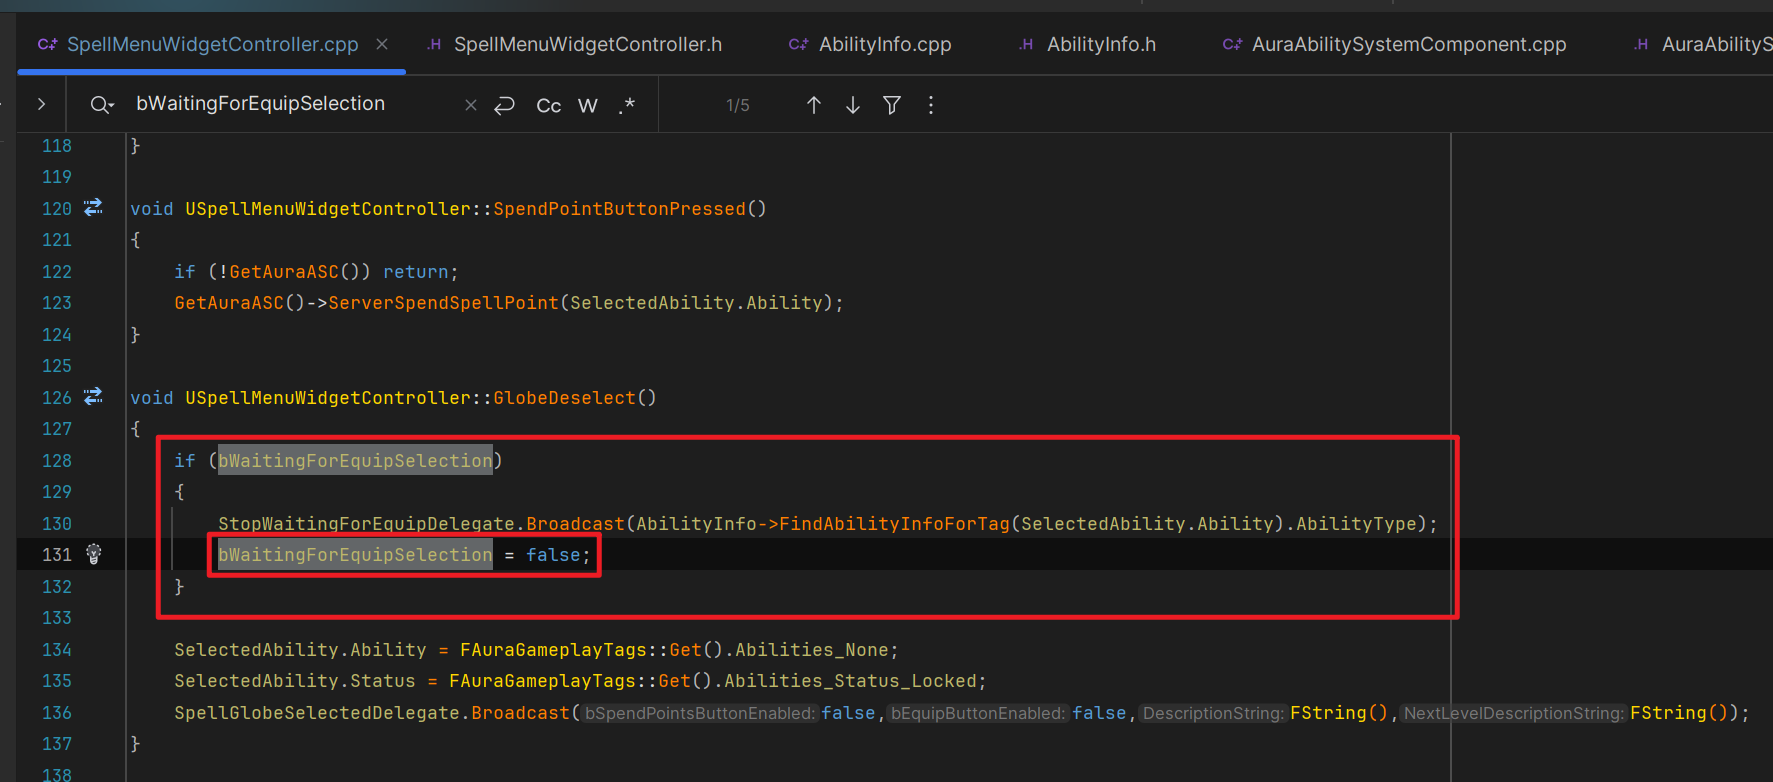 SpellMenuWidgetController.cpp SpellMenuWidgetController.h AbilityInfo.cpp AbilityInfo.h AuraAbilitySystemComponent.cpp AuraAbilityS
bWaitingForEquipSelection Cc W .* 1/5
118 }
119
120 void USpellMenuWidgetController::SpendPointButtonPressed()
121 {
122 if (!GetAuraASC()) return;
123 GetAuraASC()->ServerSpendSpellPoint(SelectedAbility.Ability);
124 }
125
126 void USpellMenuWidgetController::GlobeDeselect()
127 {
128 if (bWaitingForEquipSelection)
129 {
130 StopWaitingForEquipDelegate.Broadcast(AbilityInfo->FindAbilityInfoForTag(SelectedAbility.Ability).AbilityType);
131 bWaitingForEquipSelection = false;
132 }
133
134 SelectedAbility.Ability = FAuraGameplayTags::Get().Abilities_None;
135 SelectedAbility.Status = FAuraGameplayTags::Get().Abilities_Status_Locked;
136 SpellGlobeSelectedDelegate.Broadcast(bSpendPointsButtonEnabled: false, bEquipButtonEnabled: false, DescriptionString: FString(), NextLevelDescriptionString: FString());
137 }
138